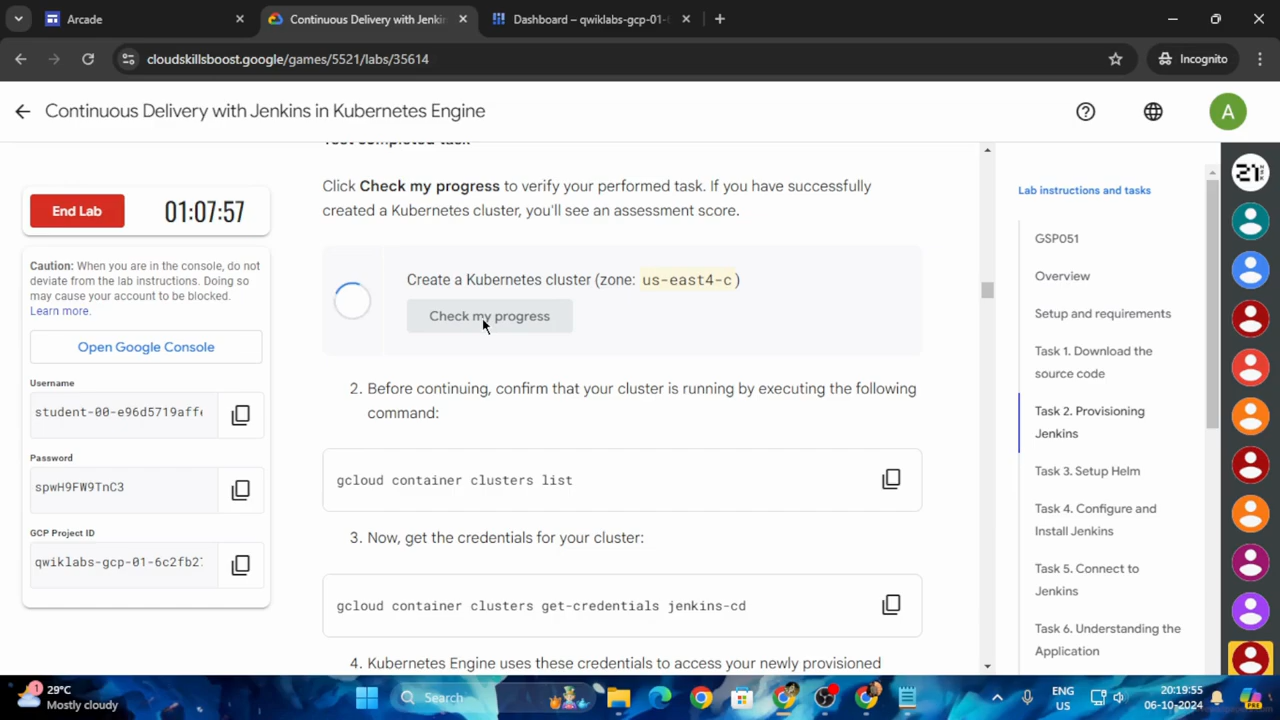 Arcade
Continuous Delivery with Jenki
Dashboard – qwiklabs-gcp-01-
cloudskillsboost.google/games/5521/labs/35614
Incognito
Continuous Delivery with Jenkins in Kubernetes Engine
A
End Lab
01:07:57
Caution: When you are in the console, do not
deviate from the lab instructions. Doing so
may cause your account to be blocked.
Learn more.
Open Google Console
Username
student-00-e96d5719affe
Password
spwH9FW9TnC3
GCP Project ID
qwiklabs-gcp-01-6c2fb2
Test completed task
Click Check my progress to verify your performed task. If you have successfully
created a Kubernetes cluster, you'll see an assessment score.
Create a Kubernetes cluster (zone: us-east4-c )
Check my progress
2. Before continuing, confirm that your cluster is running by executing the following
command:
gcloud container clusters list
3. Now, get the credentials for your cluster:
gcloud container clusters get-credentials jenkins-cd
4. Kubernetes Engine uses these credentials to access your newly provisioned
Lab instructions and tasks
GSP051
Overview
Setup and requirements
Task 1. Download the
source code
Task 2. Provisioning
Jenkins
Task 3. Setup Helm
Task 4. Configure and
Install Jenkins
Task 5. Connect to
Jenkins
Task 6. Understanding the
Application
29°C
Mostly cloudy
Search
ENG
US
20:19:55
06-10-2024
PRE